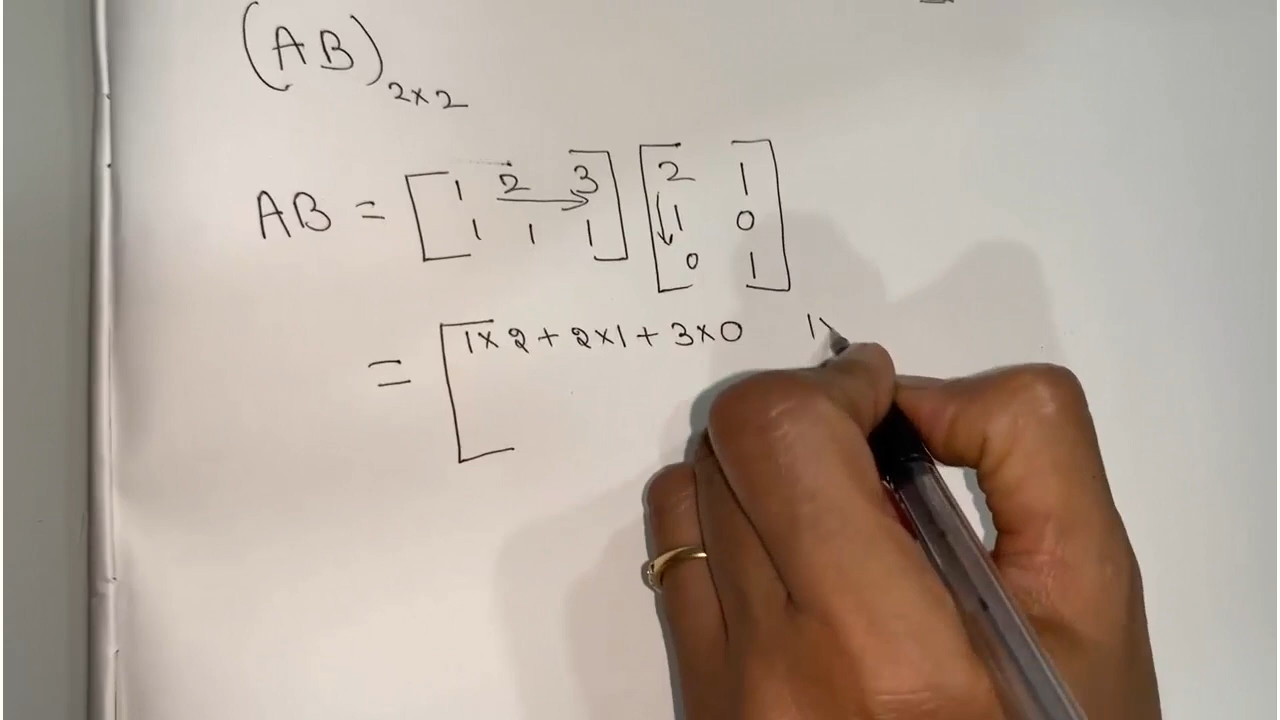 (AB)2×2
AB = [1 2 3] [2 1]
1 1 1 1 0
0 1
= [1×2 + 2×1 + 3×0 1×